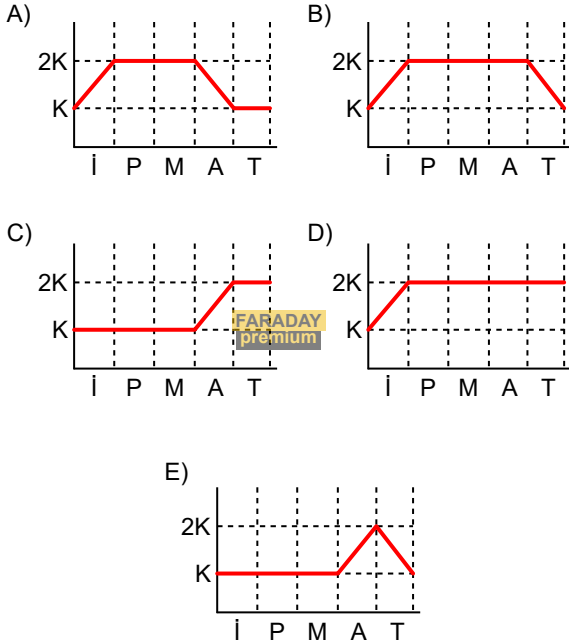 A)
2K
K
İ P M A T
B)
2K
K
İ P M A T
C)
2K
K
İ P M A T
D)
2K
K
İ P M A T
FARADAY
premium
E)
2K
K
İ P M A T